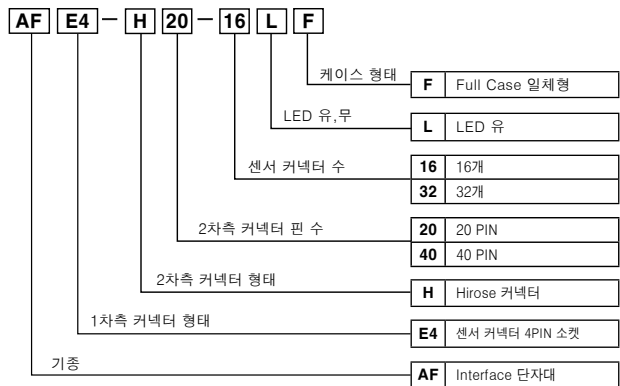 AF E4 - H 20 - 16 L F
케이스 형태
F Full Case 일체형
LED 유,무
L LED 유
센서 커넥터 수
16 16개
32 32개
2차측 커넥터 핀 수
20 20 PIN
40 40 PIN
2차측 커넥터 형태
H Hirose 커넥터
1차측 커넥터 형태
E4 센서 커넥터 4PIN 소켓
기종
AF Interface 단자대